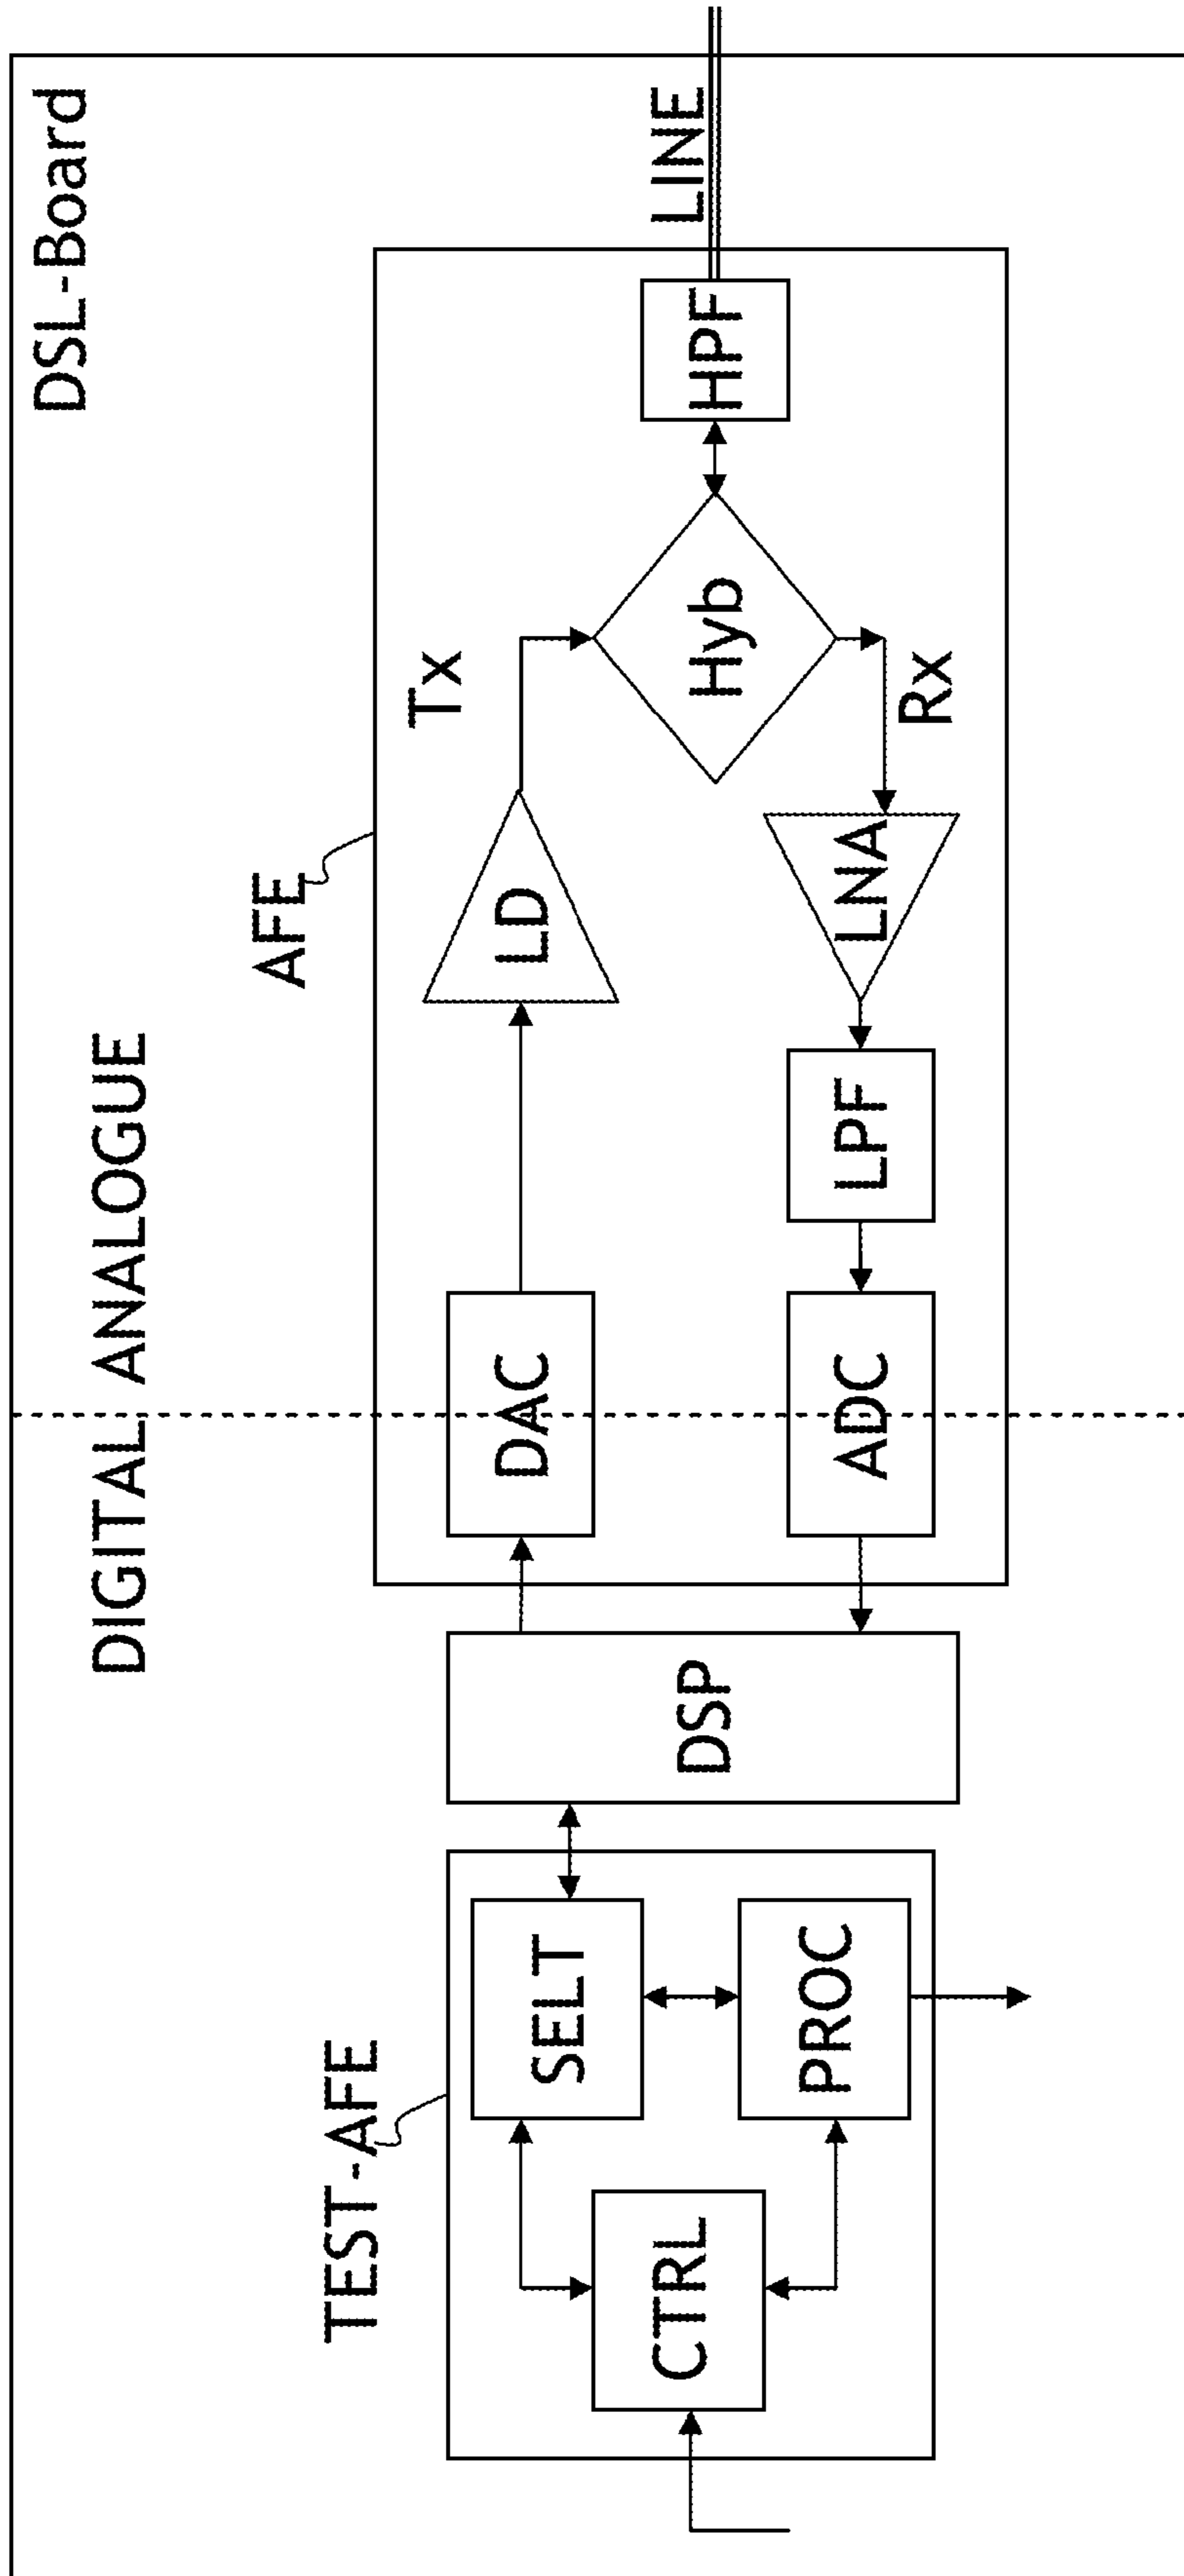 DSL-Board
DIGITAL ANALOGUE
AFE
TEST-AFE
Tx
LINE
CTRL
SELT
PROC
DSP
DAC
LD
Hyb
HPF
ADC
LPF
LNA
Rx